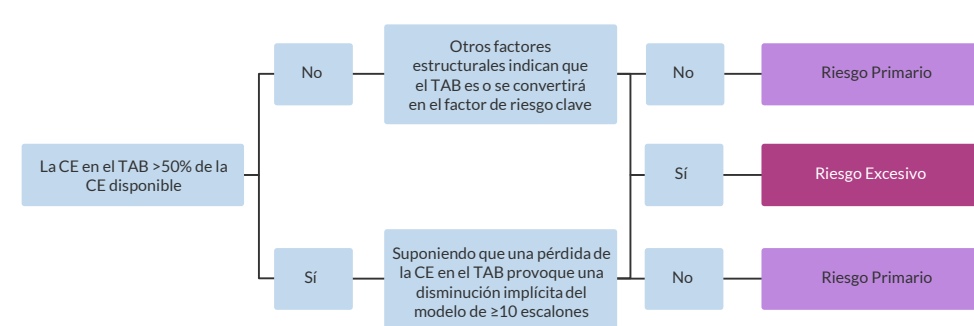 La CE en el TAB >50% de la
CE disponible
No
Otros factores
estructurales indican que
el TAB es o se convertirá
en el factor de riesgo clave
No
Riesgo Primario
Sí
Riesgo Excesivo
Sí
Suponiendo que una pérdida de
la CE en el TAB provoque una
disminución implícita del
modelo de ≥10 escalones
No
Riesgo Primario